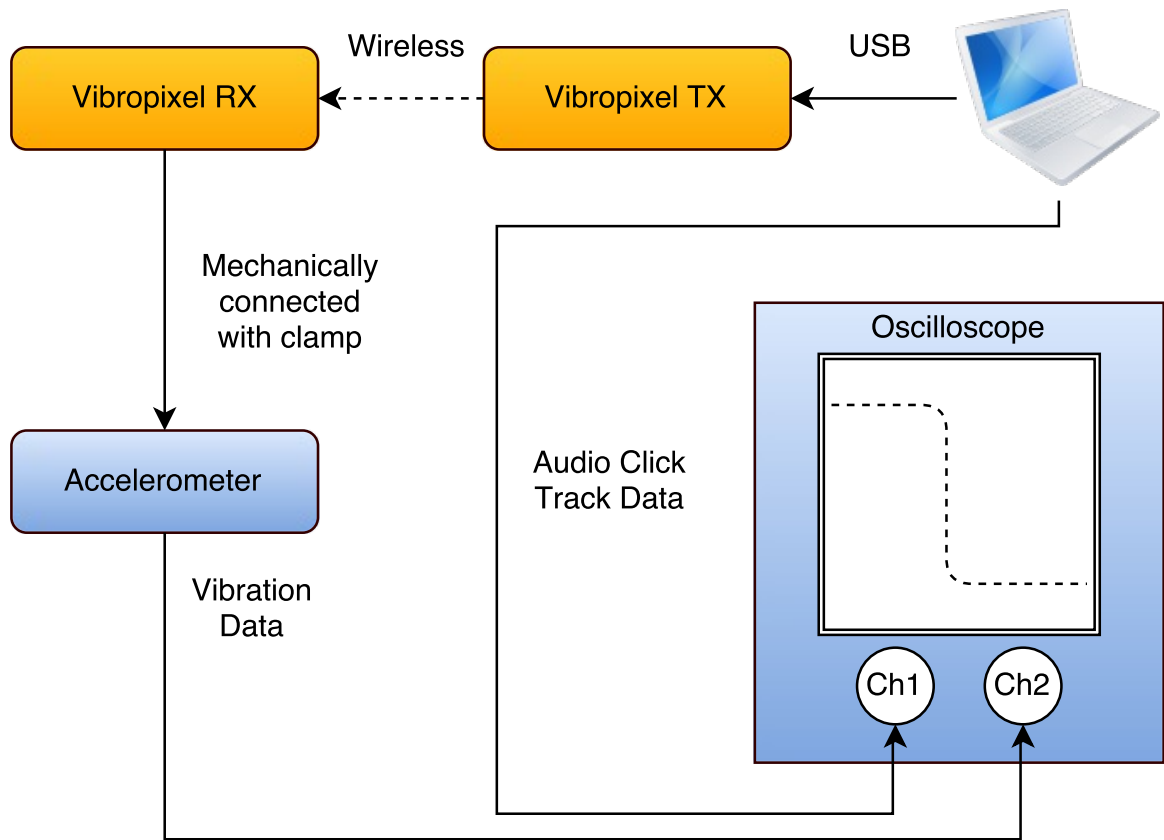 Wireless
USB
Vibropixel RX
Vibropixel TX
Mechanically
connected
with clamp
Oscilloscope
Accelerometer
Audio Click
Track Data
Vibration
Data
Ch1
Ch2